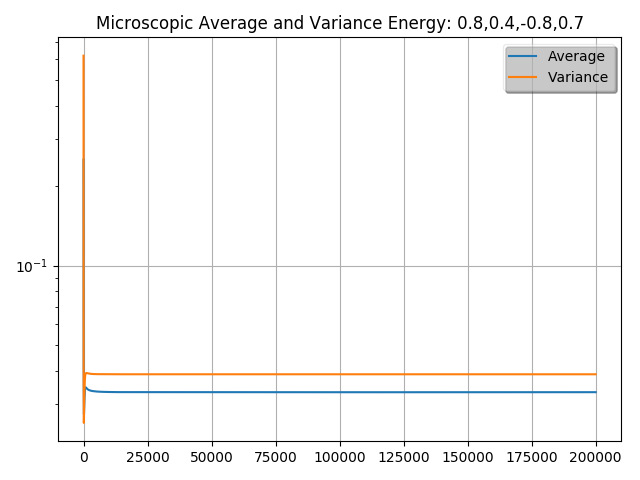 Microscopic Average and Variance Energy: 0.8,0.4,-0.8,0.7
Average
Variance
10⁻¹
0 25000 50000 75000 100000 125000 150000 175000 200000